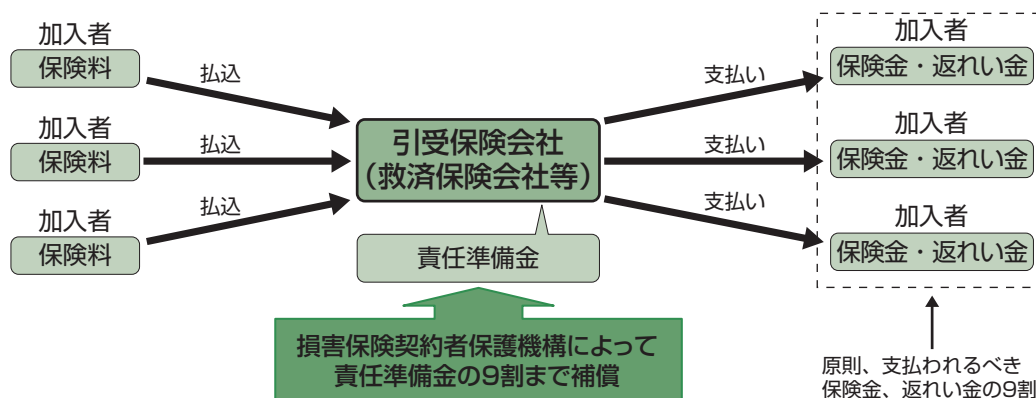 加入者
保険料
払込
加入者
保険料
払込
加入者
保険料
払込
引受保険会社
(救済保険会社等)
責任準備金
損害保険契約者保護機構によって
責任準備金の9割まで補償
支払い
加入者
保険金・返れい金
支払い
加入者
保険金・返れい金
支払い
加入者
保険金・返れい金
原則、支払われるべき
保険金、返れい金の9割